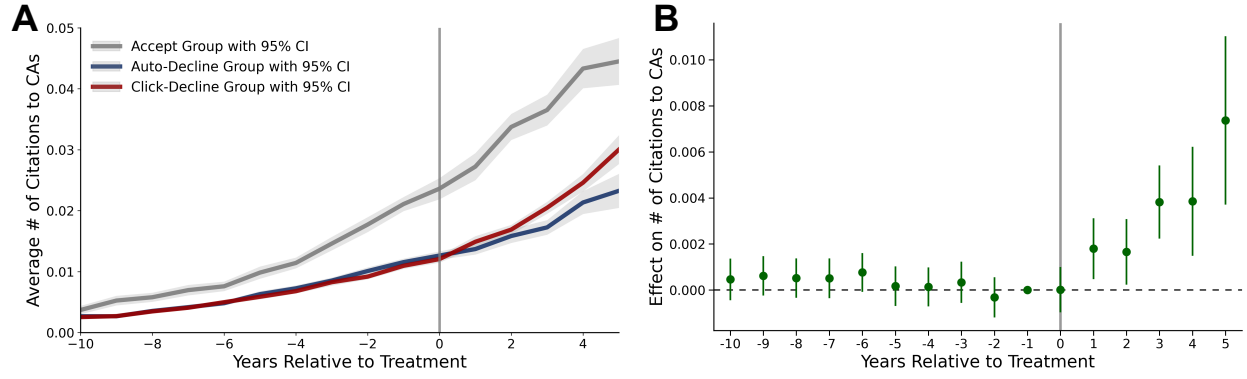 A
Average # of Citations to CAs
0.05
0.04
0.03
0.02
0.01
0.00
Accept Group with 95% CI
Auto-Decline Group with 95% CI
Click-Decline Group with 95% CI
−10 −8 −6 −4 −2 0 2 4
Years Relative to Treatment
B
Effect on # of Citations to CAs
0.010
0.008
0.006
0.004
0.002
0.000
-10 -9 -8 -7 -6 -5 -4 -3 -2 -1 0 1 2 3 4 5
Years Relative to Treatment